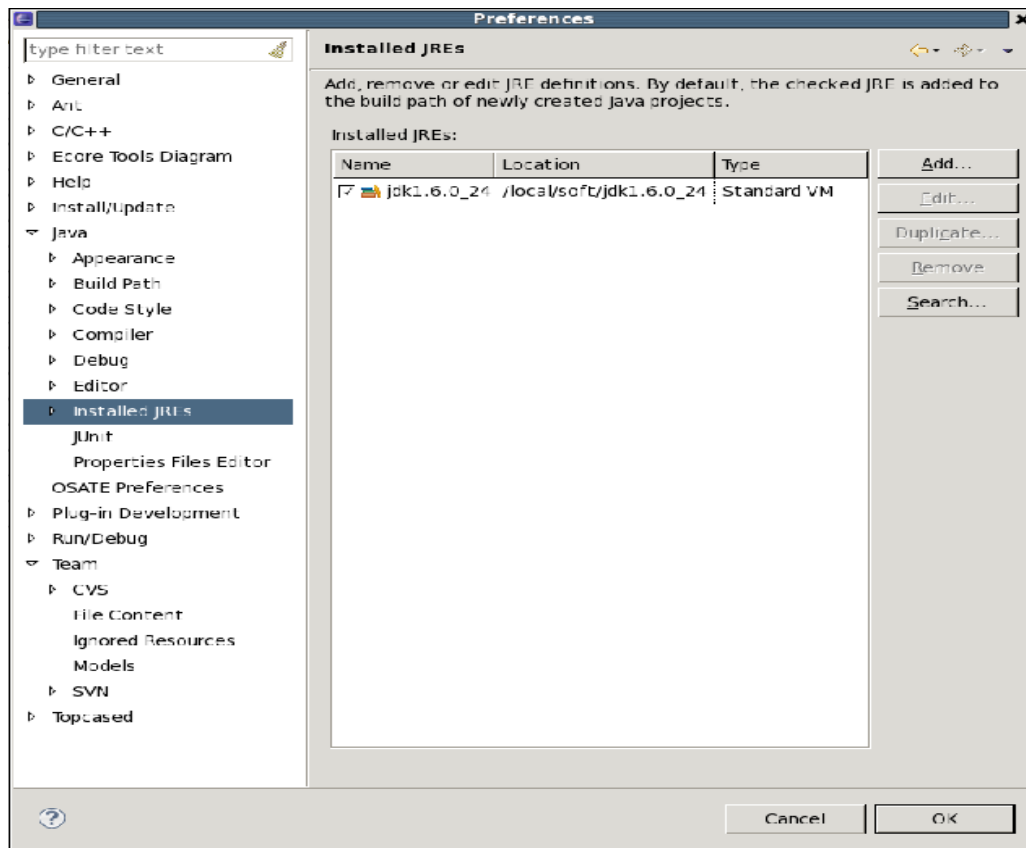 Preferences
type filter text
General
Ant
C/C++
Ecore Tools Diagram
Help
Install/Update
Java
Appearance
Build Path
Code Style
Compiler
Debug
Editor
Installed JREs
JUnit
Properties Files Editor
OSATE Preferences
Plug-in Development
Run/Debug
Team
CVS
File Content
Ignored Resources
Models
SVN
Topcased
Installed JREs
Add, remove or edit JRE definitions. By default, the checked JRE is added to
the build path of newly created Java projects.
Installed JREs:
Name Location Type
jdk1.6.0_24 /local/soft/jdk1.6.0_24 Standard VM
Add...
Edit...
Duplicate...
Remove
Search...
Cancel OK